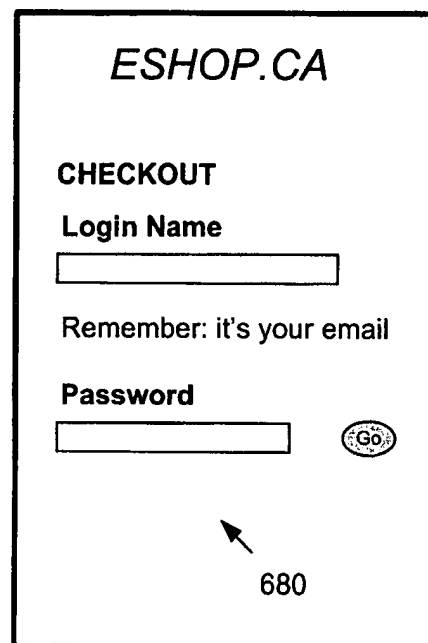 ESHOP.CA
CHECKOUT
Login Name
Remember: it's your email
Password
Go
680